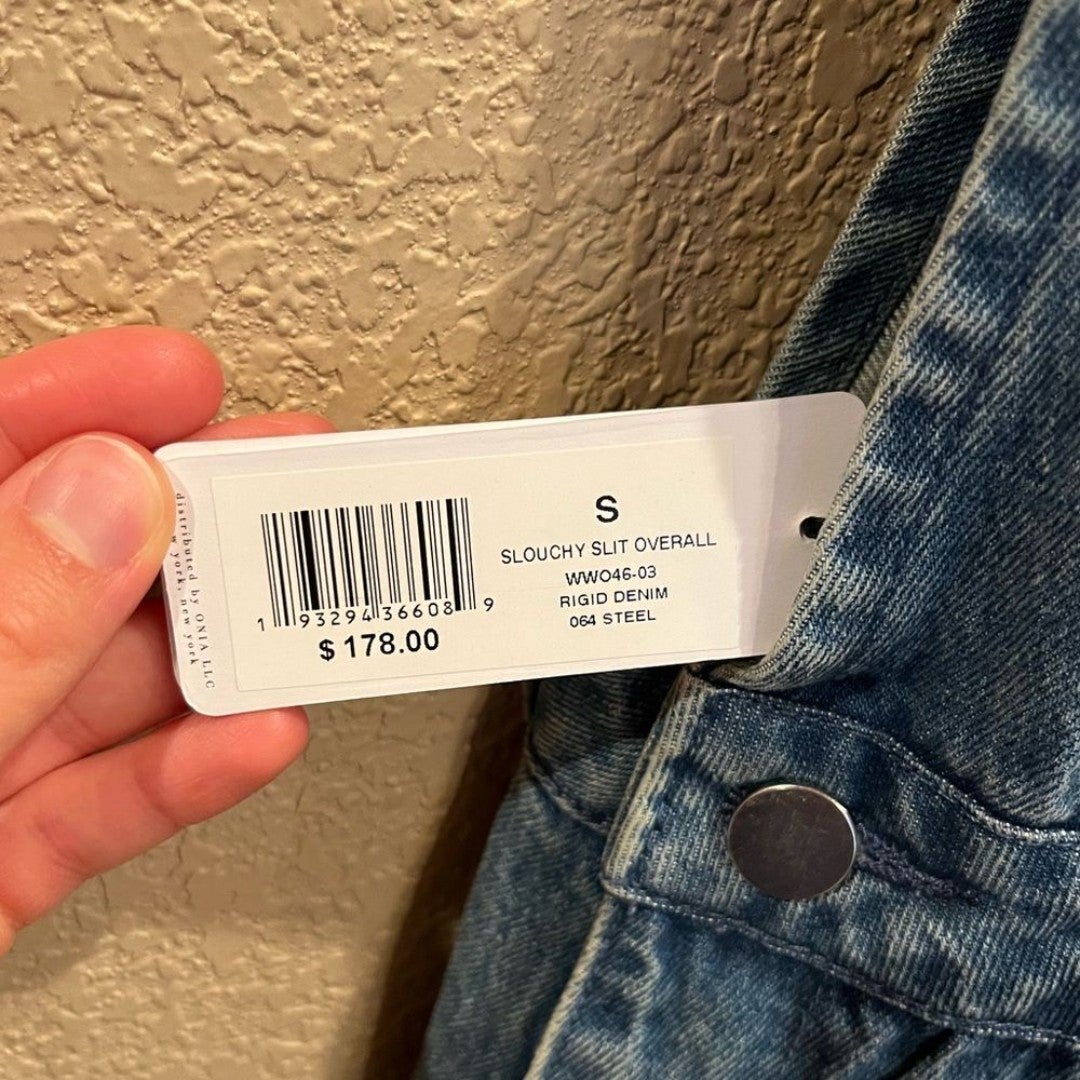 distributed by ONIA LLC
york, new york
S
SLOUCHY SLIT OVERALL
WWO46-03
RIGID DENIM
064 STEEL
1 93294 36608 9
$ 178.00